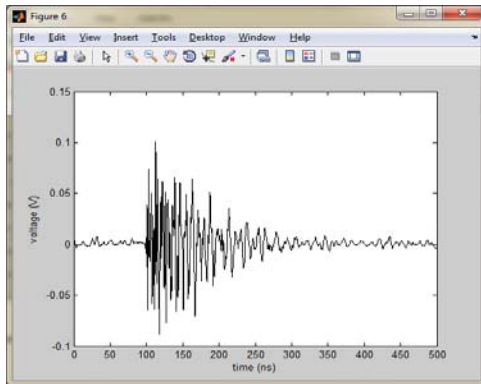 Figure 6
File Edit View Insert Tools Desktop Window Help
0.15
0.1
0.05
0
-0.05
-0.1
voltage (V)
0 50 100 150 200 250 300 350 400 450 500
time (ns)